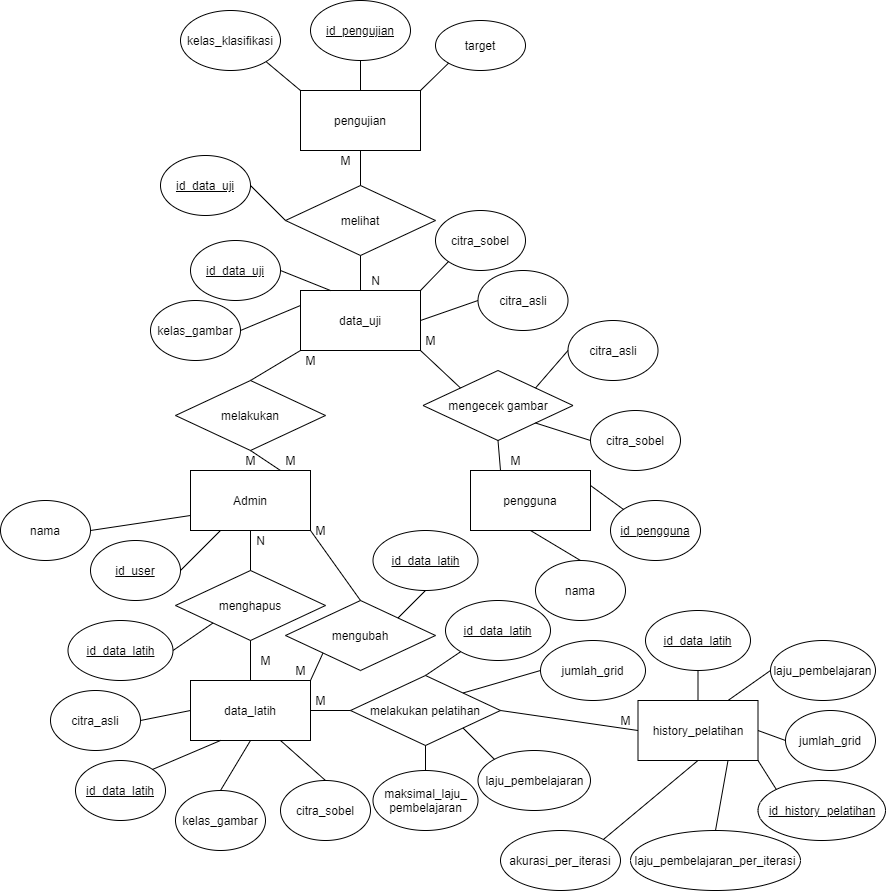 id_pengujian
kelas_klasifikasi
target
pengujian
M
id_data_uji
melihat
citra_sobel
id_data_uji
N
citra_asli
data_uji
kelas_gambar
M
M
citra_asli
mengecek gambar
melakukan
citra_sobel
M
M
M
Admin
pengguna
nama
id_pengguna
M
N
id_data_latih
id_user
nama
menghapus
mengubah
id_data_latih
id_data_latih
id_data_latih
M
M
jumlah_grid
laju_pembelajaran
M
data_latih
melakukan pelatihan
M
citra_asli
history_pelatihan
jumlah_grid
laju_pembelajaran
id_data_latih
maksimal_laju_
pembelajaran
citra_sobel
id_history_pelatihan
kelas_gambar
akurasi_per_iterasi
laju_pembelajaran_per_iterasi